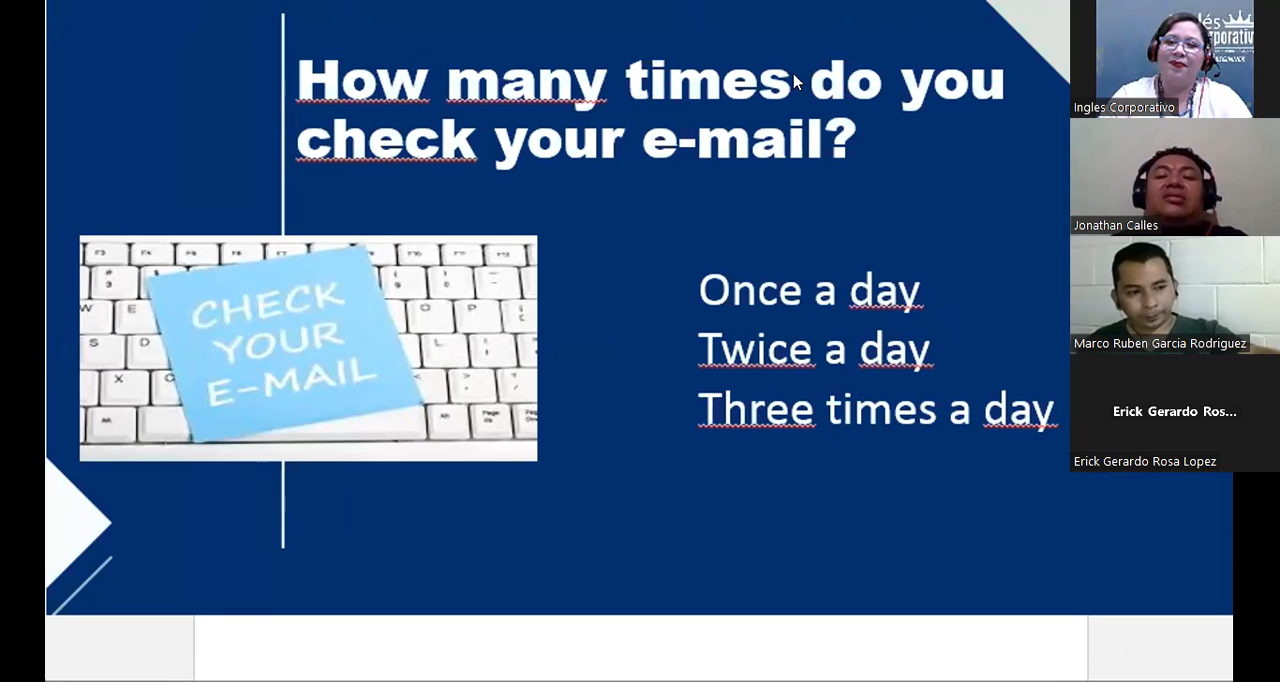 How many times do you
check your e-mail?
CHECK
YOUR
E-MAIL
Once a day
Twice a day
Three times a day
Ingles Corporativo
Jonathan Calles
Marco Ruben Garcia Rodriguez
Erick Gerardo Ros...
Erick Gerardo Rosa Lopez